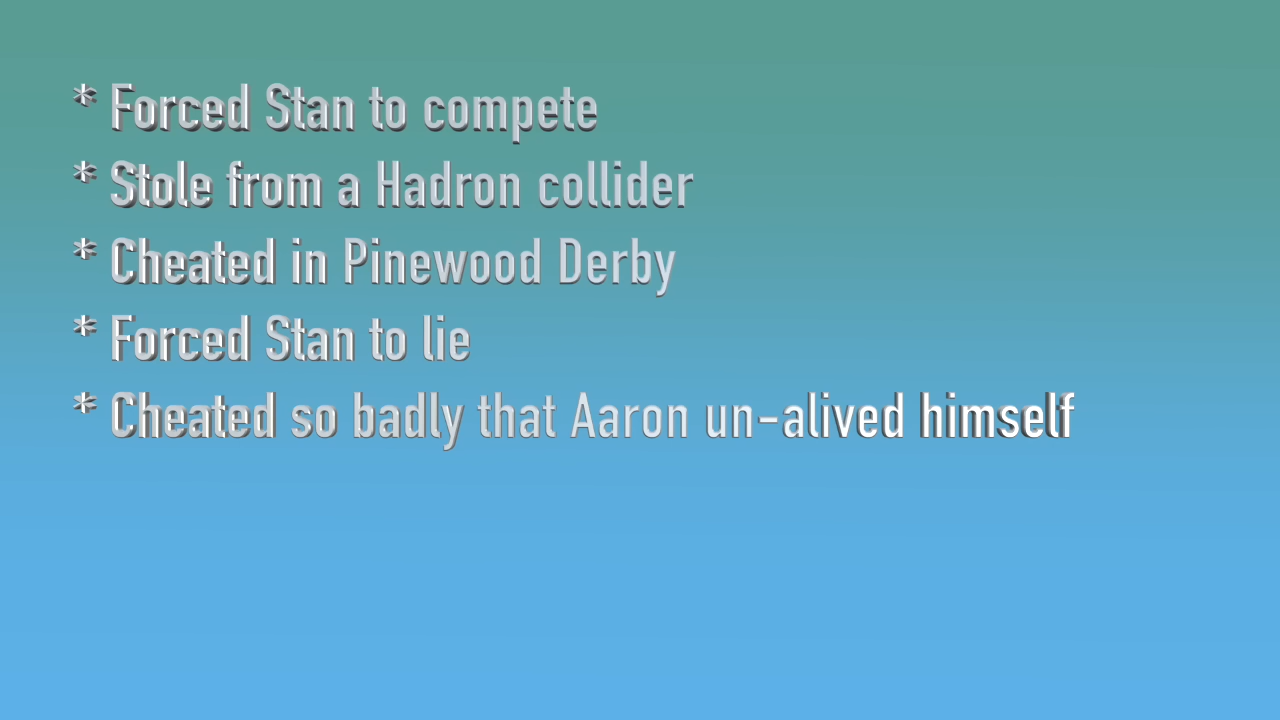 * Forced Stan to compete
* Stole from a Hadron collider
* Cheated in Pinewood Derby
* Forced Stan to lie
* Cheated so badly that Aaron un-alived himself